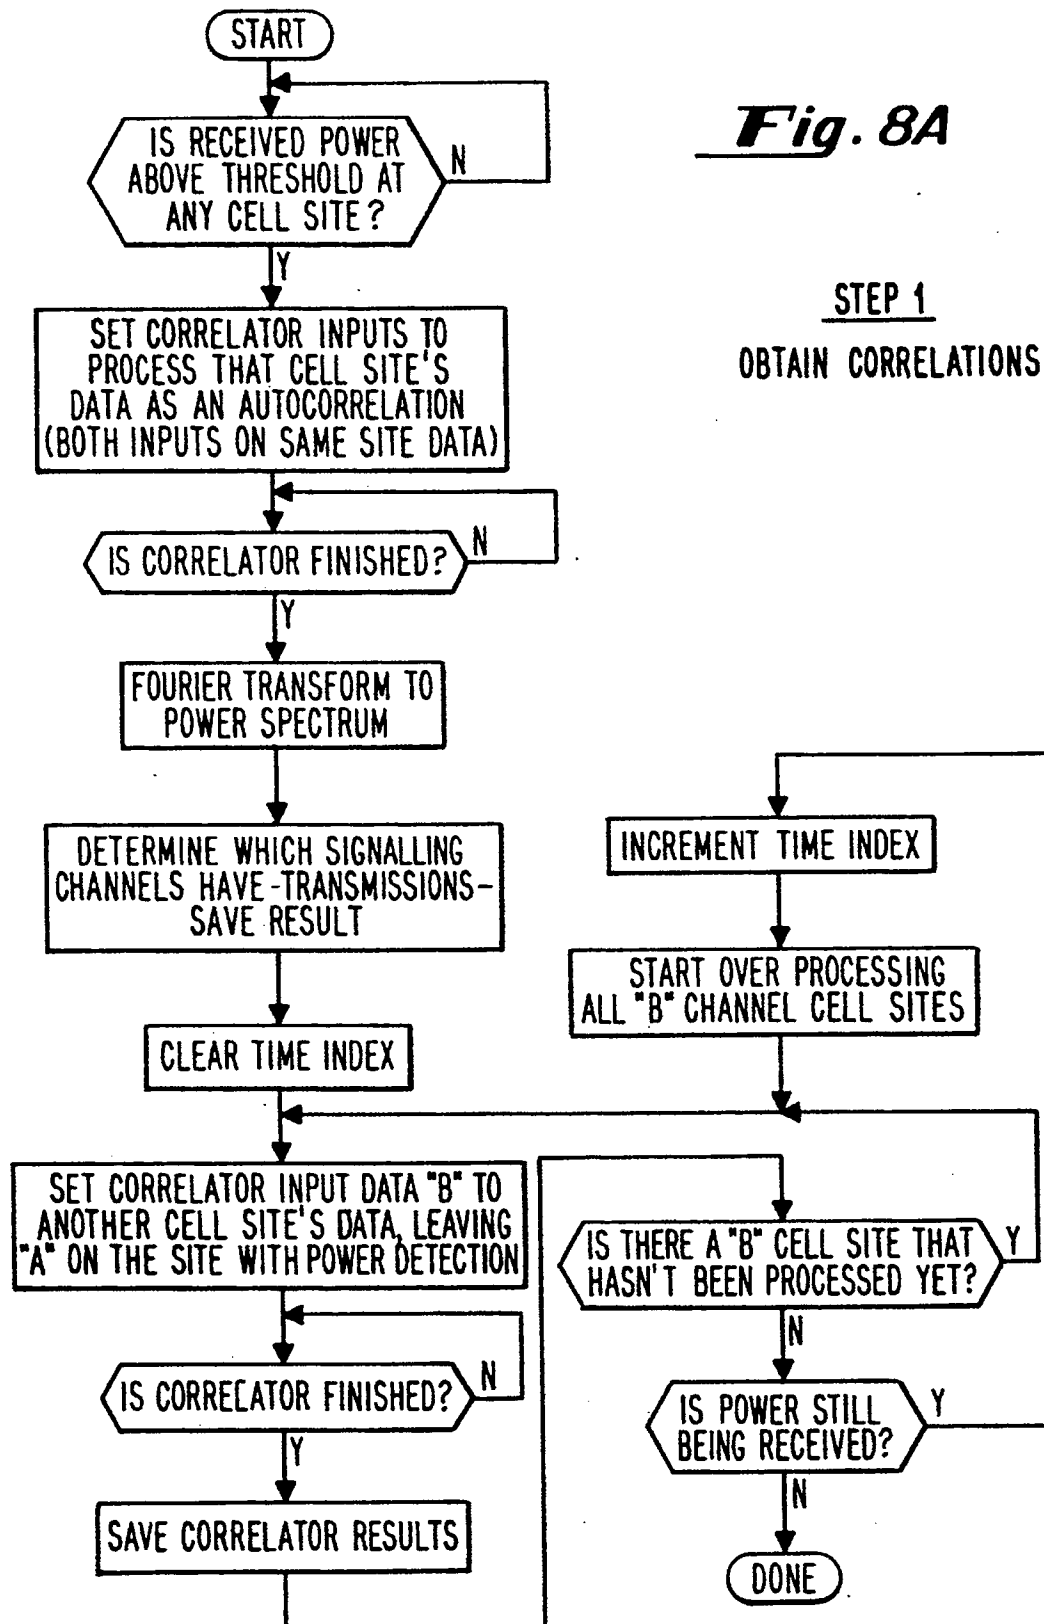 START
Fig. 8A
IS RECEIVED POWER
ABOVE THRESHOLD AT
ANY CELL SITE?
N
Y
STEP 1
OBTAIN CORRELATIONS
SET CORRELATOR INPUTS TO
PROCESS THAT CELL SITE'S
DATA AS AN AUTOCORRELATION
(BOTH INPUTS ON SAME SITE DATA)
IS CORRELATOR FINISHED?
N
Y
FOURIER TRANSFORM TO
POWER SPECTRUM
DETERMINE WHICH SIGNALLING
CHANNELS HAVE-TRANSMISSIONS-
SAVE RESULT
CLEAR TIME INDEX
SET CORRELATOR INPUT DATA "B" TO
ANOTHER CELL SITE'S DATA, LEAVING
"A" ON THE SITE WITH POWER DETECTION
IS CORRECATOR FINISHED?
N
Y
SAVE CORRELATOR RESULTS
INCREMENT TIME INDEX
START OVER PROCESSING
ALL "B" CHANNEL CELL SITES
IS THERE A "B" CELL SITE THAT
HASN'T BEEN PROCESSED YET?
Y
N
IS POWER STILL
BEING RECEIVED?
Y
N
DONE